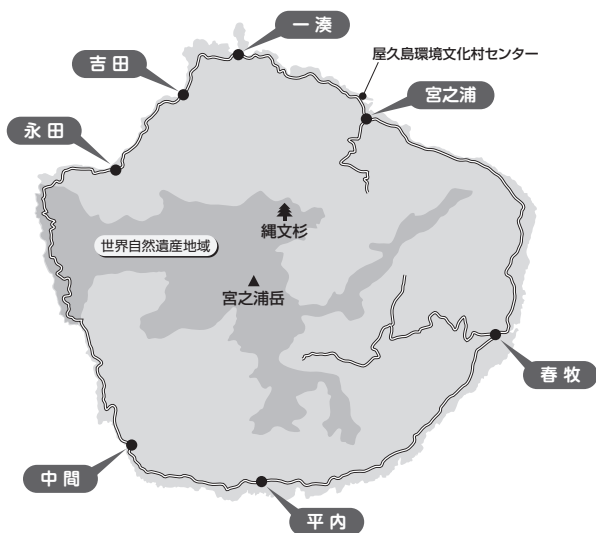 一湊
屋久島環境文化村センター
吉田
宮之浦
永田
縄文杉
世界自然遺産地域
宮之浦岳
春牧
中間
平内